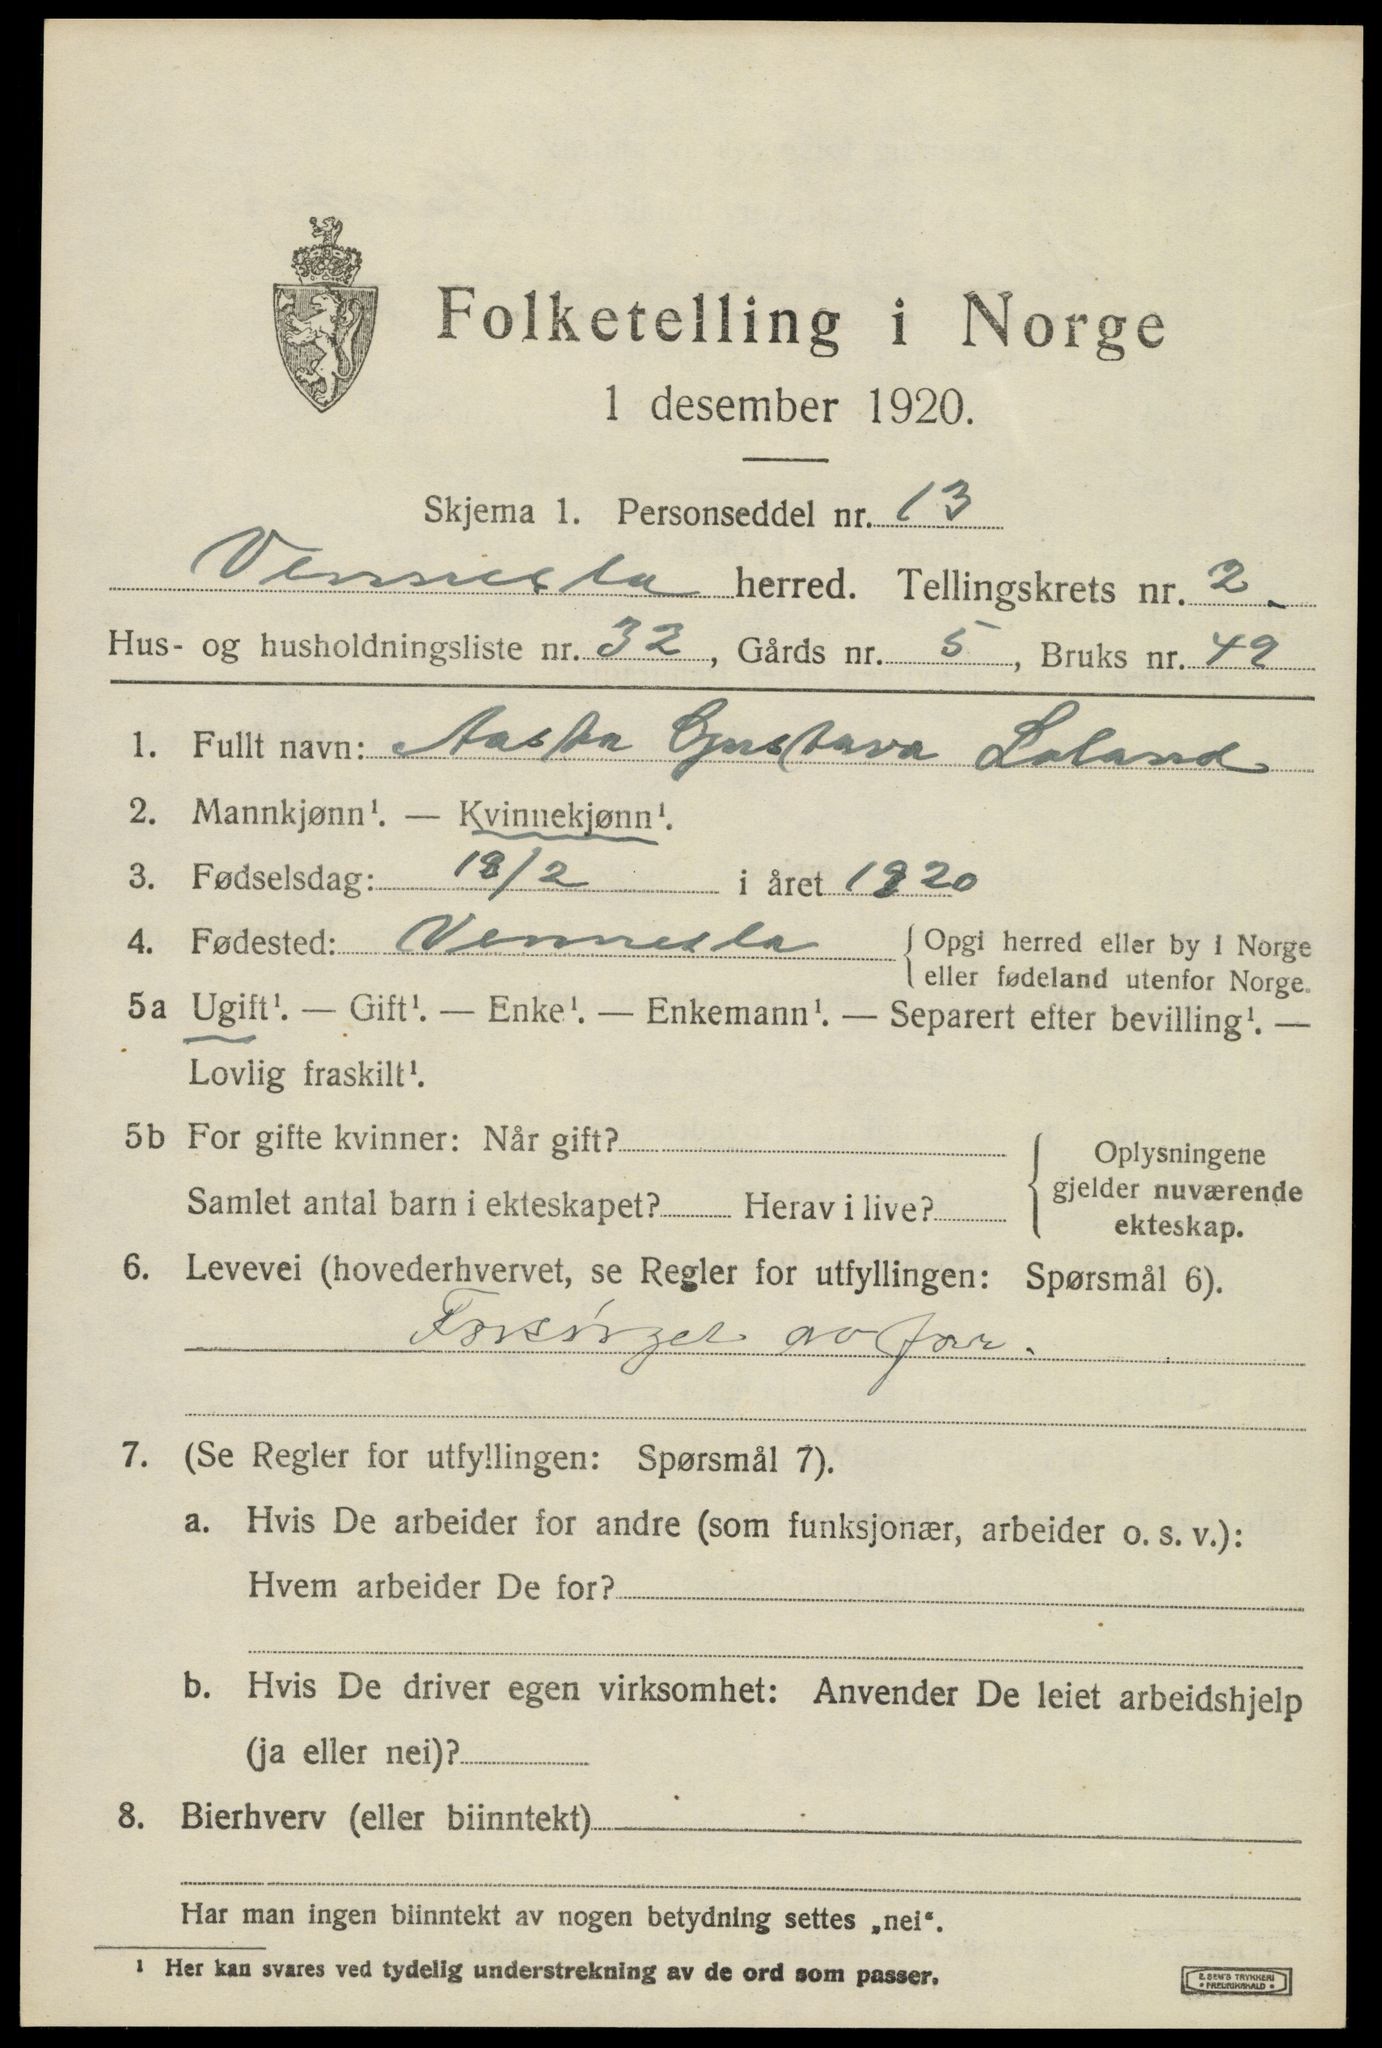 Folketelling i Norge
1 desember 1920.
Skjema 1. Personseddel nr. 13
Vennesla herred. Tellingskrets nr. 2.
Hus- og husholdningsliste nr. 32, Gårds nr. 5, Bruks nr. 49
1. Fullt navn: Aasta Gustava Loland
2. Mannkjønn¹. — Kvinnekjønn¹.
3. Fødselsdag: 18/2 i året 1920
4. Fødested: Vennesla {Opgi herred eller by i Norge
eller fødeland utenfor Norge.
5a Ugift¹. — Gift¹. — Enke¹. — Enkemann¹. — Separert efter bevilling¹. —
Lovlig fraskilt¹.
5b For gifte kvinner: Når gift?
Samlet antal barn i ekteskapet? Herav i live?
Oplysningene
gjelder nuværende
ekteskap.
6. Levevei (hovederhvervet, se Regler for utfyllingen: Spørsmål 6).
Forsørget av far.
7. (Se Regler for utfyllingen: Spørsmål 7).
a. Hvis De arbeider for andre (som funksjonær, arbeider o. s. v.):
Hvem arbeider De for?
b. Hvis De driver egen virksomhet: Anvender De leiet arbeidshjelp
(ja eller nei)?
8. Bierhverv (eller biinntekt)
Har man ingen biinntekt av nogen betydning settes „nei“.
¹ Her kan svares ved tydelig understrekning av de ord som passer.
E. SEM'S TRYKKERI
• FREDRIKSHALD •